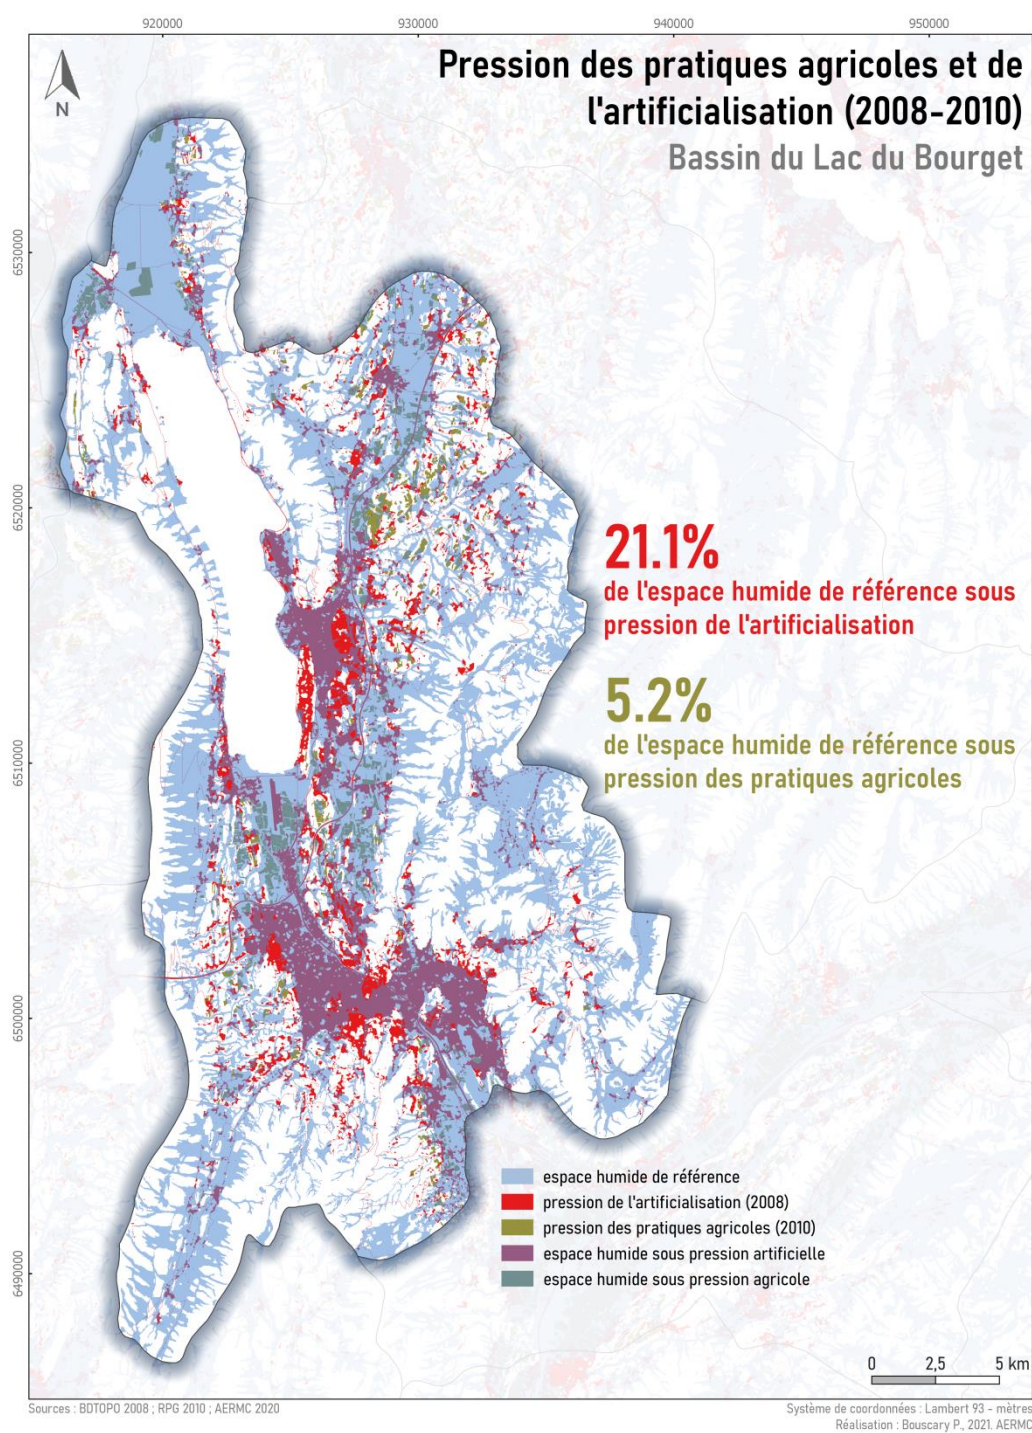 920000
930000
940000
950000
Pression des pratiques agricoles et de
l'artificialisation (2008-2010)
Bassin du Lac du Bourget
N
6530000
6520000
6510000
6500000
6490000
21.1%
de l'espace humide de référence sous
pression de l'artificialisation
5.2%
de l'espace humide de référence sous
pression des pratiques agricoles
espace humide de référence
pression de l'artificialisation (2008)
pression des pratiques agricoles (2010)
espace humide sous pression artificielle
espace humide sous pression agricole
0 2,5 5 km
Sources : BDTOPO 2008 ; RPG 2010 ; AERMC 2020
Système de coordonnées : Lambert 93 - mètres
Réalisation : Bouscary P., 2021. AERMC